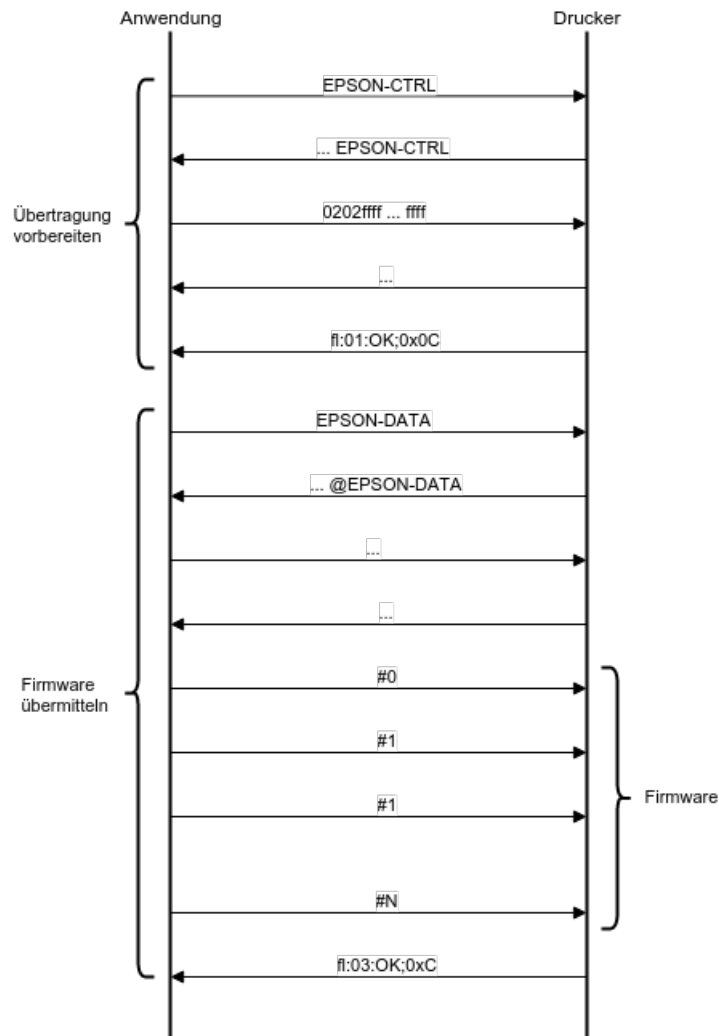 Anwendung Drucker
EPSON-CTRL
... EPSON-CTRL
Übertragung
vorbereiten
0202ffff ... ffff
...
fl:01:OK;0x0C
EPSON-DATA
... @EPSON-DATA
...
...
Firmware
übermitteln
#0
#1
#1
Firmware
#N
fl:03:OK;0xC